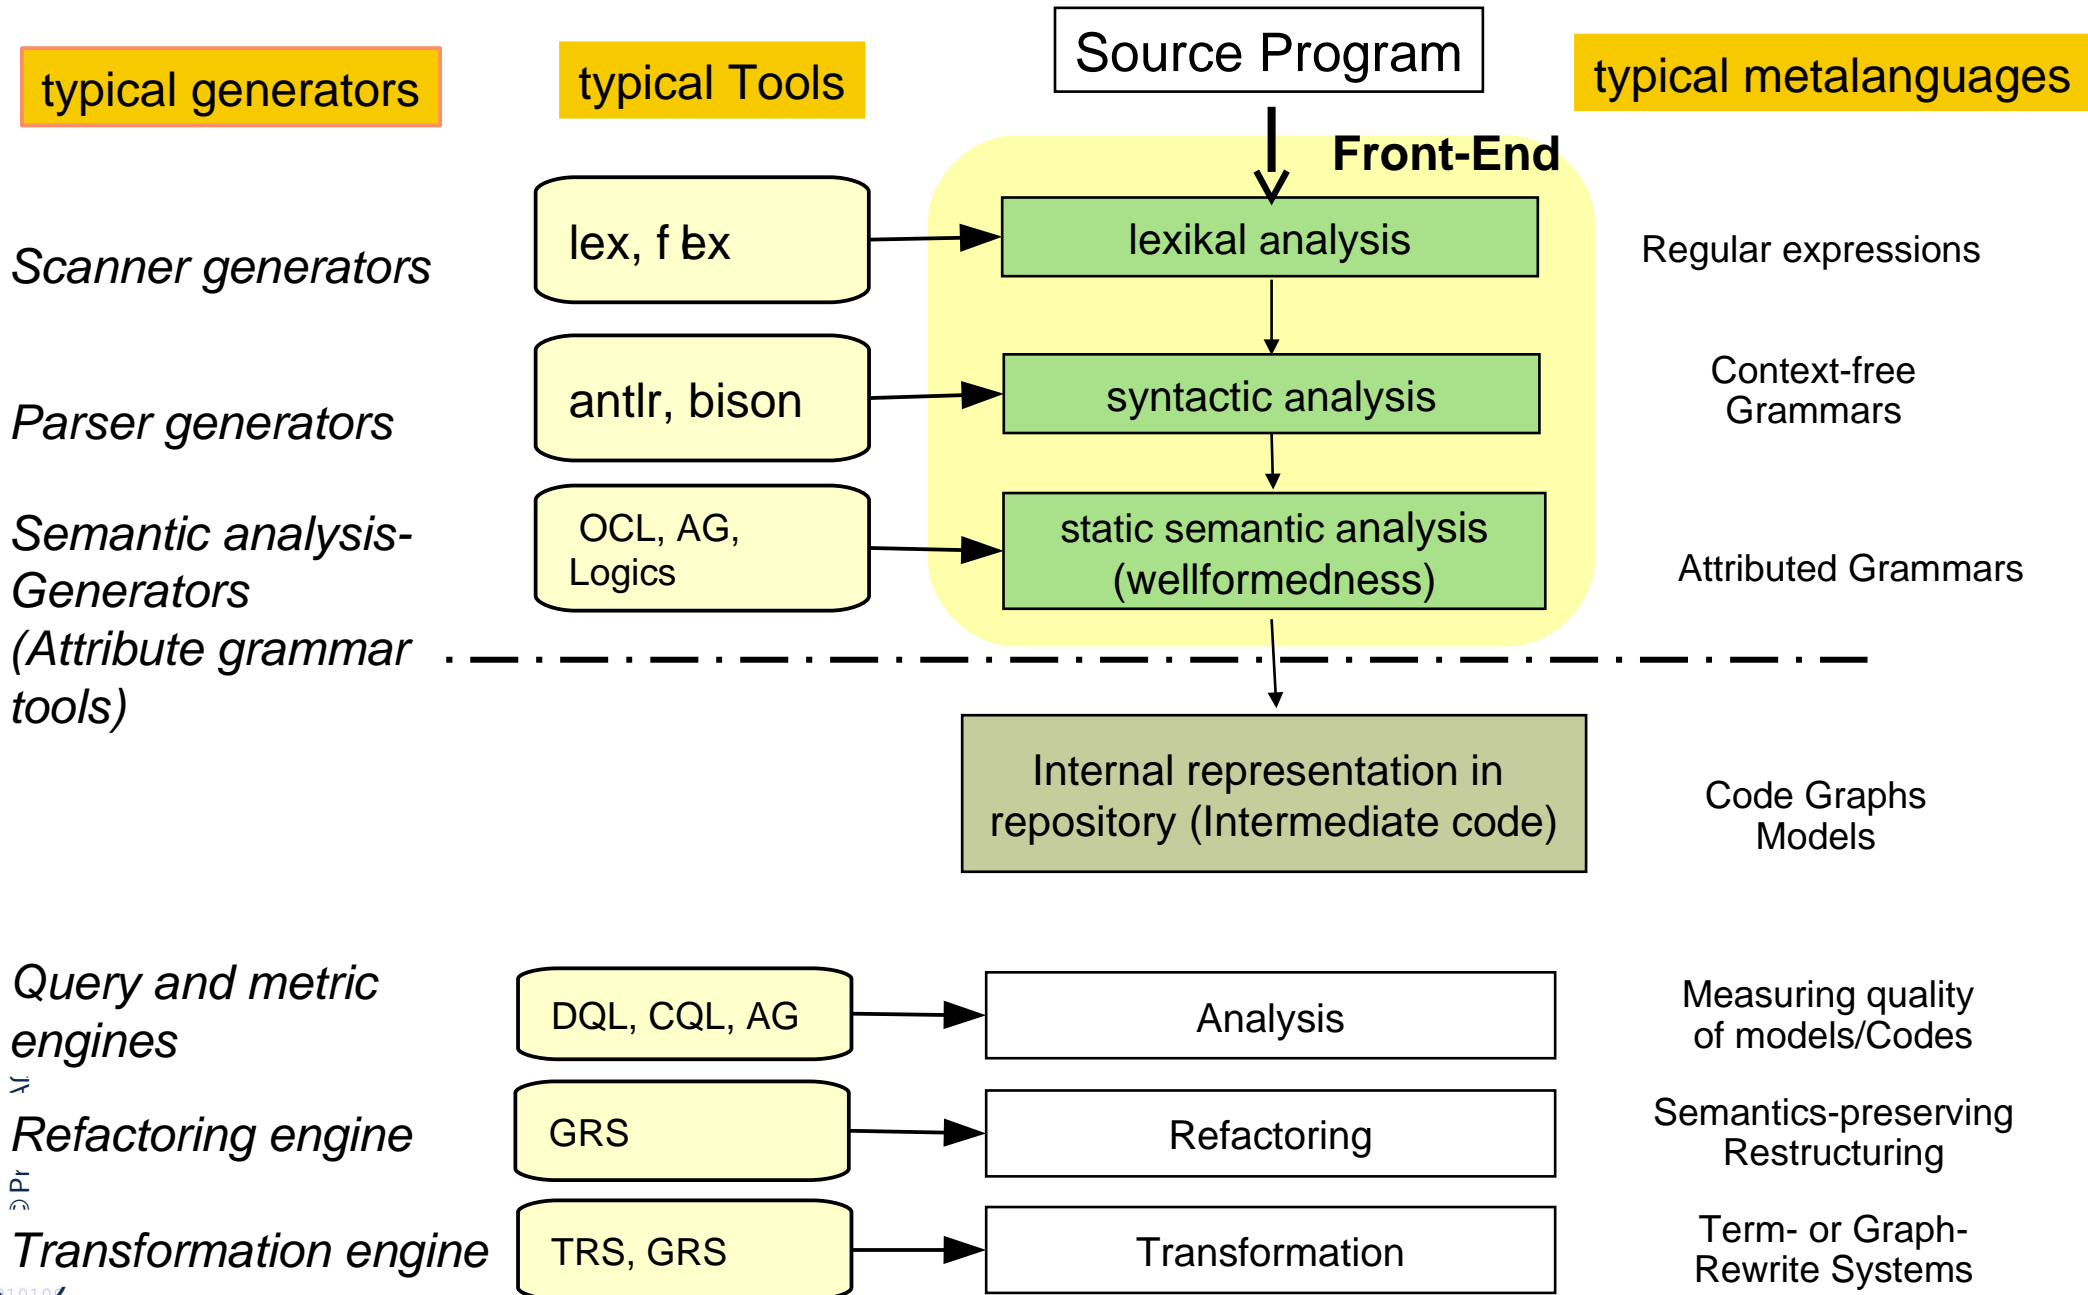 typical generators
typical Tools
Source Program
typical metalanguages
Front-End
Scanner generators
lex, flex
lexikal analysis
Regular expressions
Parser generators
antlr, bison
syntactic analysis
Context-free
Grammars
Semantic analysis-
Generators
(Attribute grammar
tools)
OCL, AG,
Logics
static semantic analysis
(wellformedness)
Attributed Grammars
Internal representation in
repository (Intermediate code)
Code Graphs
Models
Query and metric
engines
DQL, CQL, AG
Analysis
Measuring quality
of models/Codes
Refactoring engine
GRS
Refactoring
Semantics-preserving
Restructuring
© Pr
Transformation engine
TRS, GRS
Transformation
Term- or Graph-
Rewrite Systems